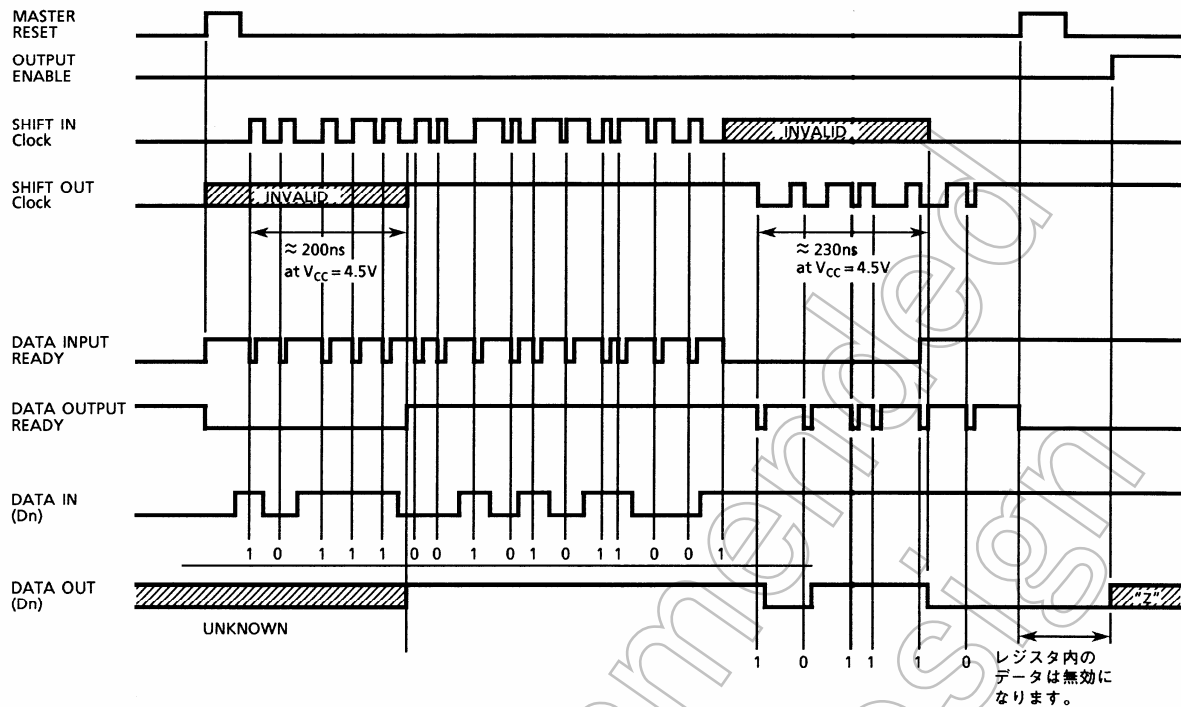 MASTER
RESET
OUTPUT
ENABLE
SHIFT IN
Clock
INVALID
SHIFT OUT
Clock
INVALID
≈ 200ns
at VCC = 4.5V
≈ 230ns
at VCC = 4.5V
DATA INPUT
READY
DATA OUTPUT
READY
DATA IN
(Dn)
1 0 1 1 1 0 0 1 0 1 0 1 1 0 0 1
DATA OUT
(Dn)
"Z"
UNKNOWN
1 0 1 1 1 0
レジスタ内の
データは無効に
なります。
mmended
esign